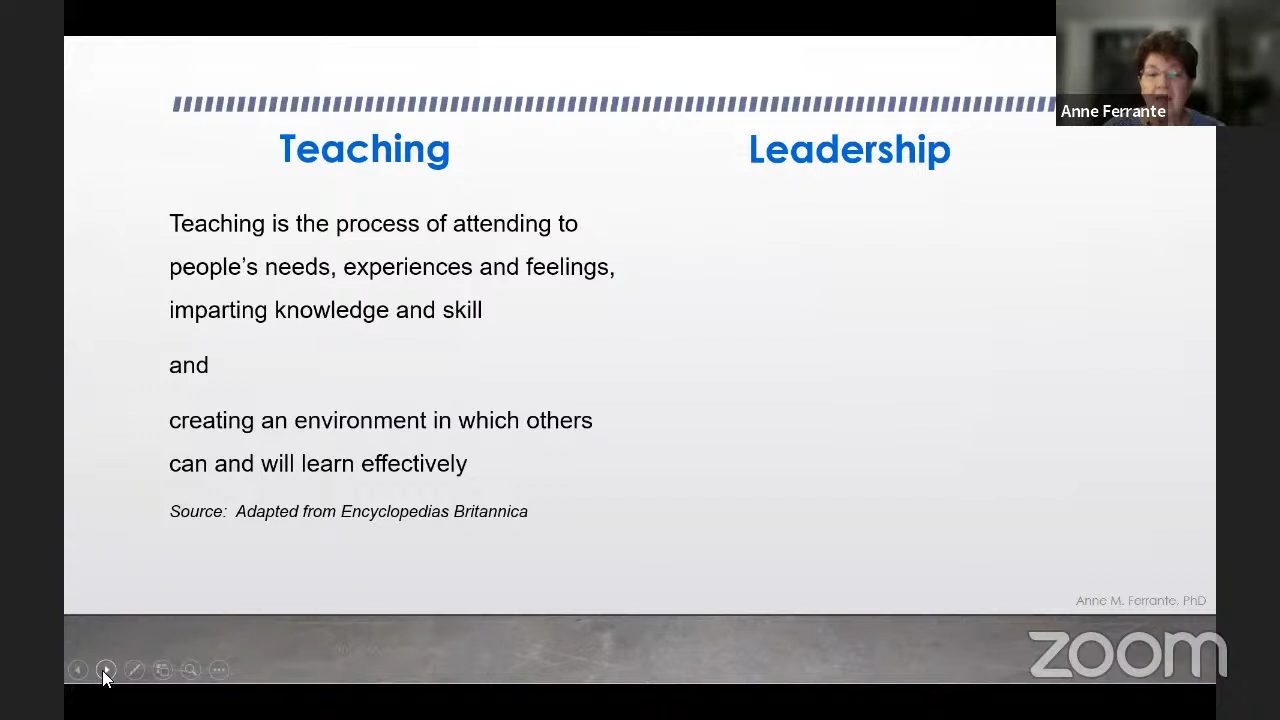 Anne Ferrante
Teaching
Leadership
Teaching is the process of attending to
people's needs, experiences and feelings,
imparting knowledge and skill
and
creating an environment in which others
can and will learn effectively
Source: Adapted from Encyclopedias Britannica
Anne M. Ferrante, PhD
zoom